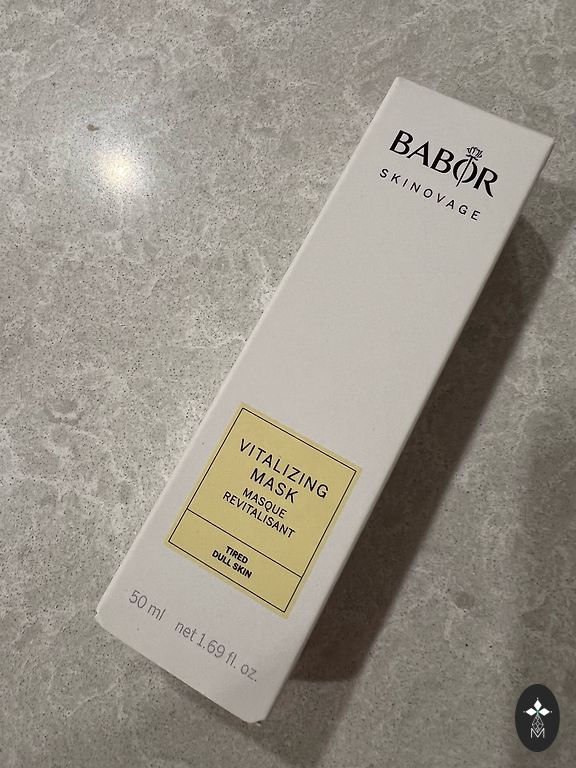 BABOR
SKINOVAGE
VITALIZING
MASK
MASQUE
REVITALISANT
TIRED
DULL SKIN
50 ml net 1.69 fl. oz.
M